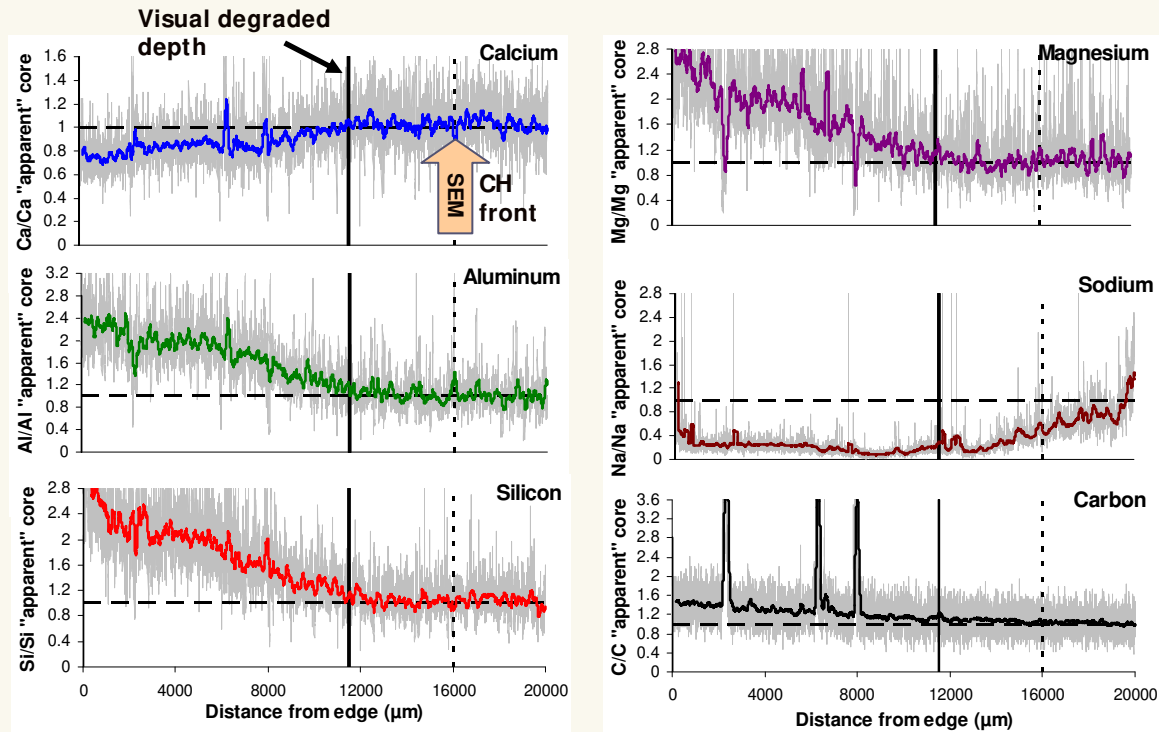 Visual degraded
depth
Calcium
Ca/Ca "apparent" core
1.6
1.4
1.2
1
0.8
0.6
0.4
0.2
0
SEM
CH
front
Aluminum
Al/Al "apparent" core
3.2
2.8
2.4
2
1.6
1.2
0.8
0.4
0
Silicon
Si/Si "apparent" core
2.8
2.4
2
1.6
1.2
0.8
0.4
0
0 4000 8000 12000 16000 20000
Distance from edge (µm)
Magnesium
Mg/Mg "apparent" core
2.8
2.4
2
1.6
1.2
0.8
0.4
0
Sodium
Na/Na "apparent" core
2.8
2.4
2
1.6
1.2
0.8
0.4
0
Carbon
C/C "apparent" core
3.6
3.2
2.8
2.4
2
1.6
1.2
0.8
0.4
0
0 4000 8000 12000 16000 20000
Distance from edge (µm)